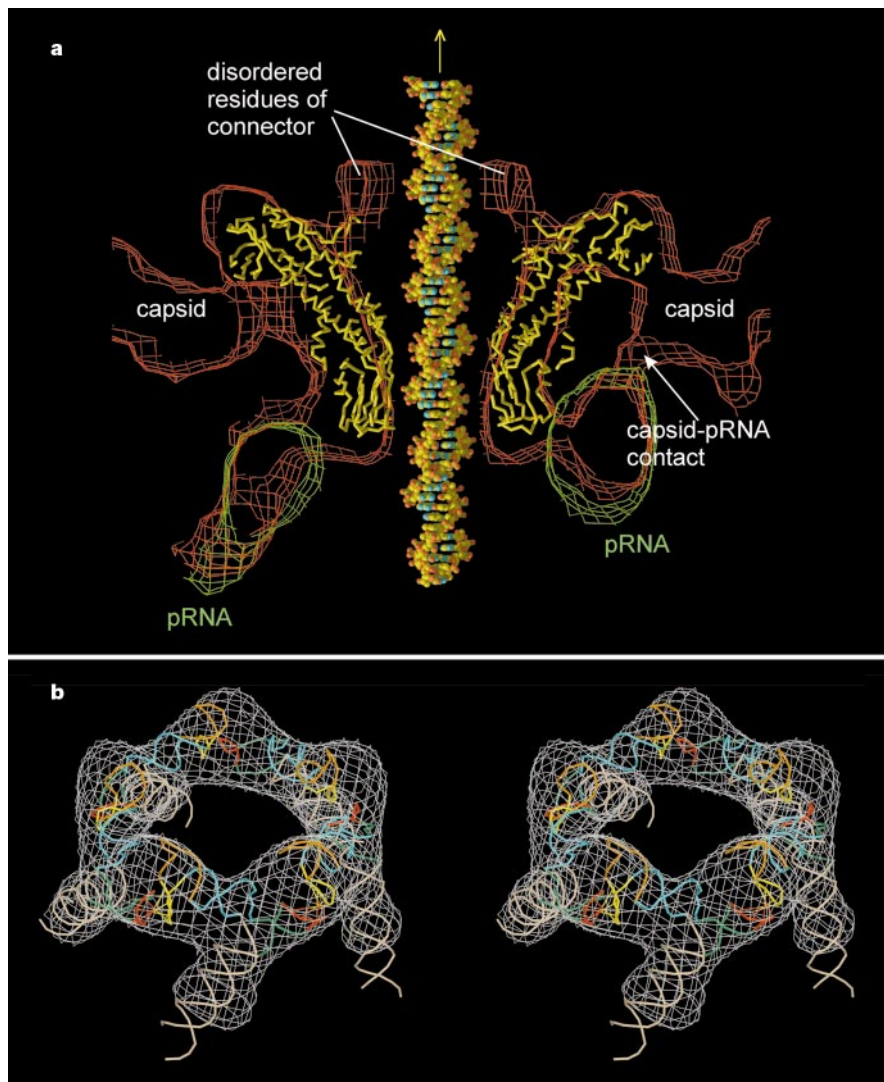 a
disordered
residues of
connector
capsid
capsid
capsid-pRNA
contact
pRNA
pRNA
b